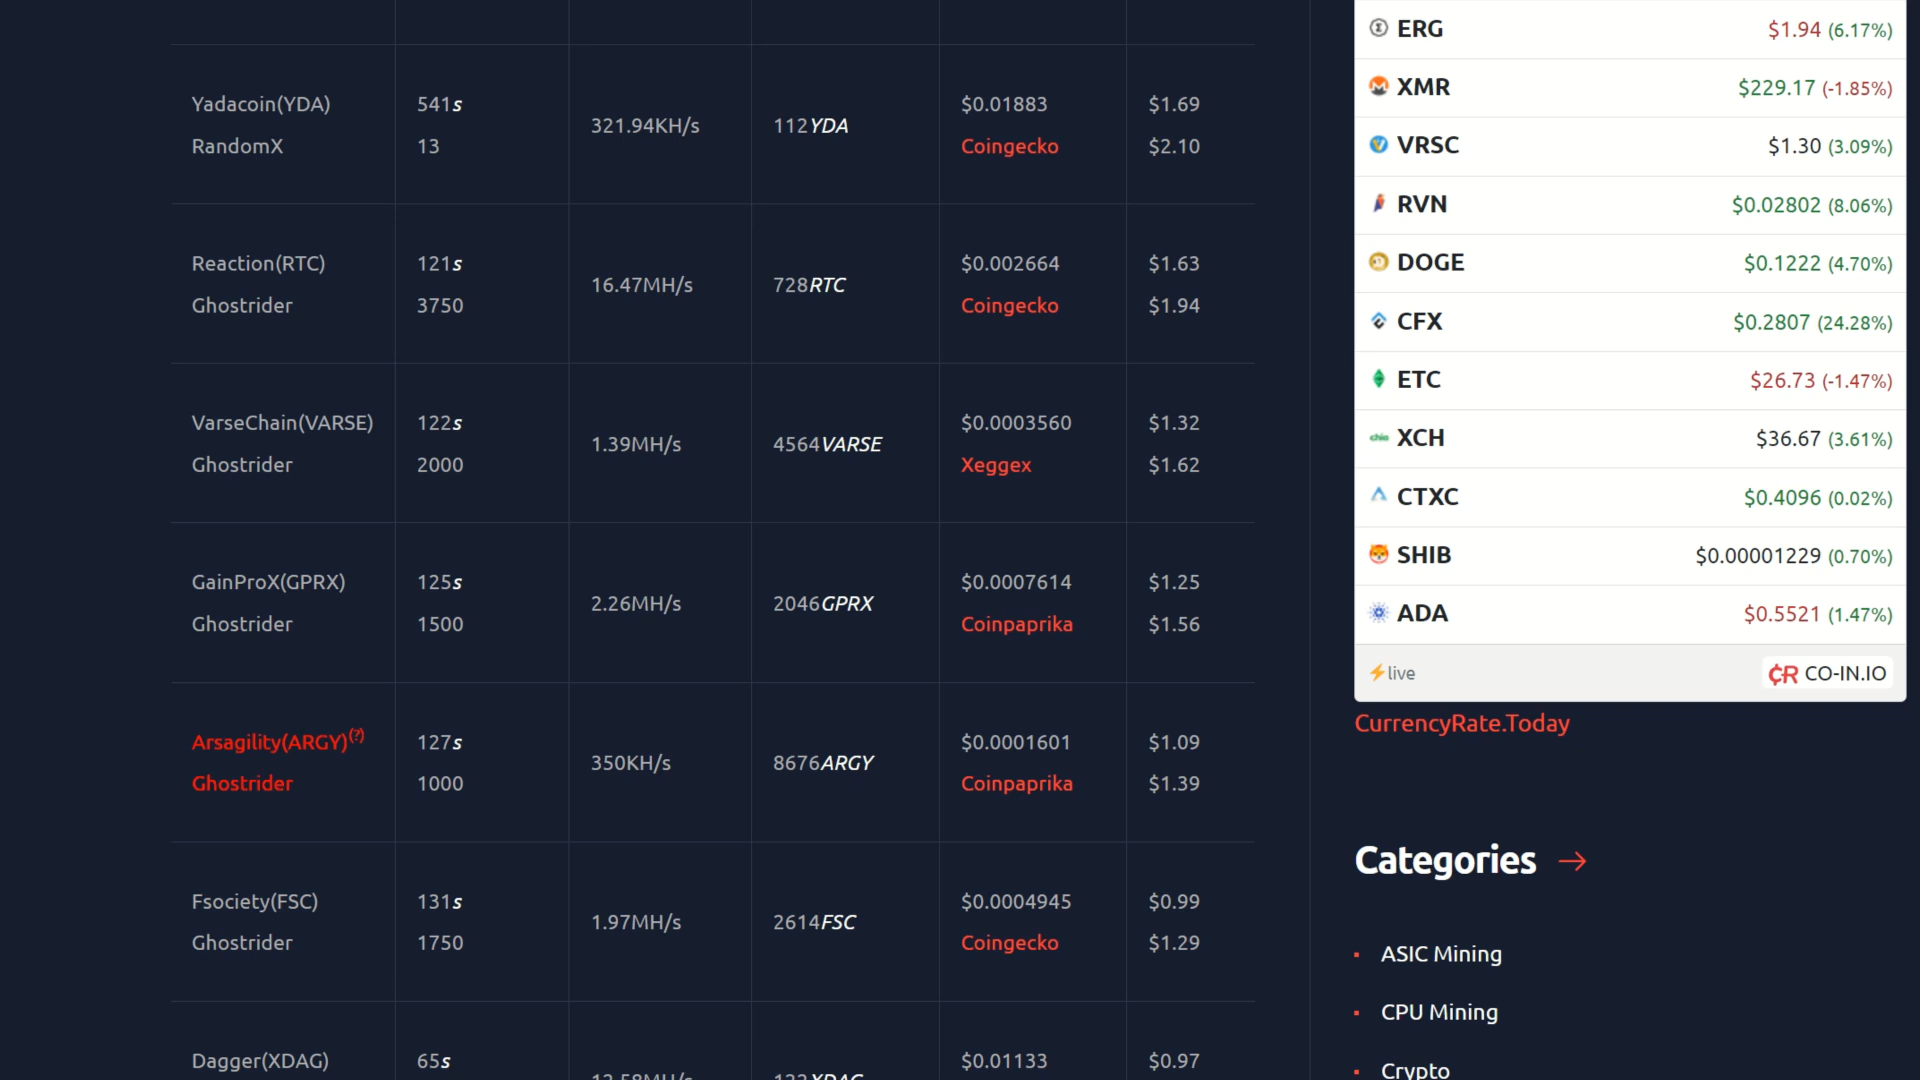 Yadacoin(YDA)
RandomX
541s
13
321.94KH/s
112YDA
$0.01883
Coingecko
$1.69
$2.10
Reaction(RTC)
Ghostrider
121s
3750
16.47MH/s
728RTC
$0.002664
Coingecko
$1.63
$1.94
VarseChain(VARSE)
Ghostrider
122s
2000
1.39MH/s
4564VARSE
$0.0003560
Xeggex
$1.32
$1.62
GainProX(GPRX)
Ghostrider
125s
1500
2.26MH/s
2046GPRX
$0.0007614
Coinpaprika
$1.25
$1.56
Arsagility(ARGY)(?)
Ghostrider
127s
1000
350KH/s
8676ARGY
$0.0001601
Coinpaprika
$1.09
$1.39
Fsociety(FSC)
Ghostrider
131s
1750
1.97MH/s
2614FSC
$0.0004945
Coingecko
$0.99
$1.29
Dagger(XDAG)
65s
$0.01133
$0.97
ERG $1.94 (6.17%)
XMR $229.17 (-1.85%)
VRSC $1.30 (3.09%)
RVN $0.02802 (8.06%)
DOGE $0.1222 (4.70%)
CFX $0.2807 (24.28%)
ETC $26.73 (-1.47%)
XCH $36.67 (3.61%)
CTXC $0.4096 (0.02%)
SHIB $0.00001229 (0.70%)
ADA $0.5521 (1.47%)
⚡live CR CO-IN.IO
CurrencyRate.Today
Categories →
ASIC Mining
CPU Mining
Crypto